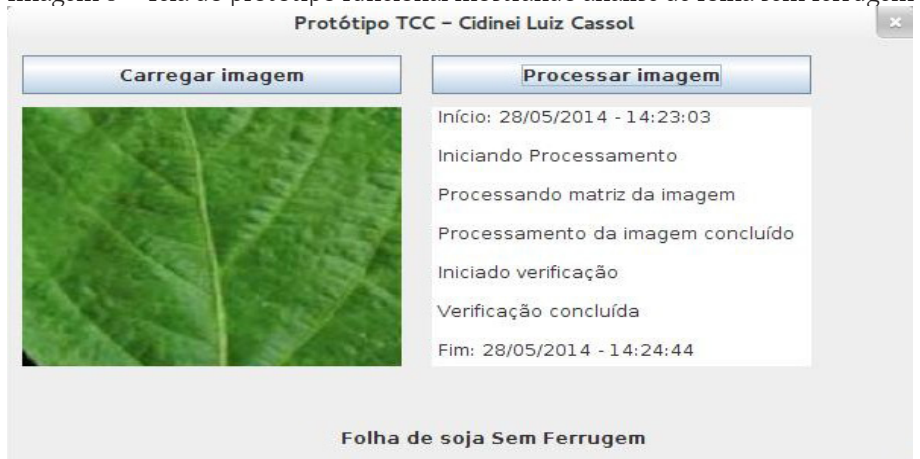 Protótipo TCC - Cidinei Luiz Cassol
Carregar imagem
Processar imagem
Início: 28/05/2014 - 14:23:03
Iniciando Processamento
Processando matriz da imagem
Processamento da imagem concluído
Iniciado verificação
Verificação concluída
Fim: 28/05/2014 - 14:24:44
Folha de soja Sem Ferrugem